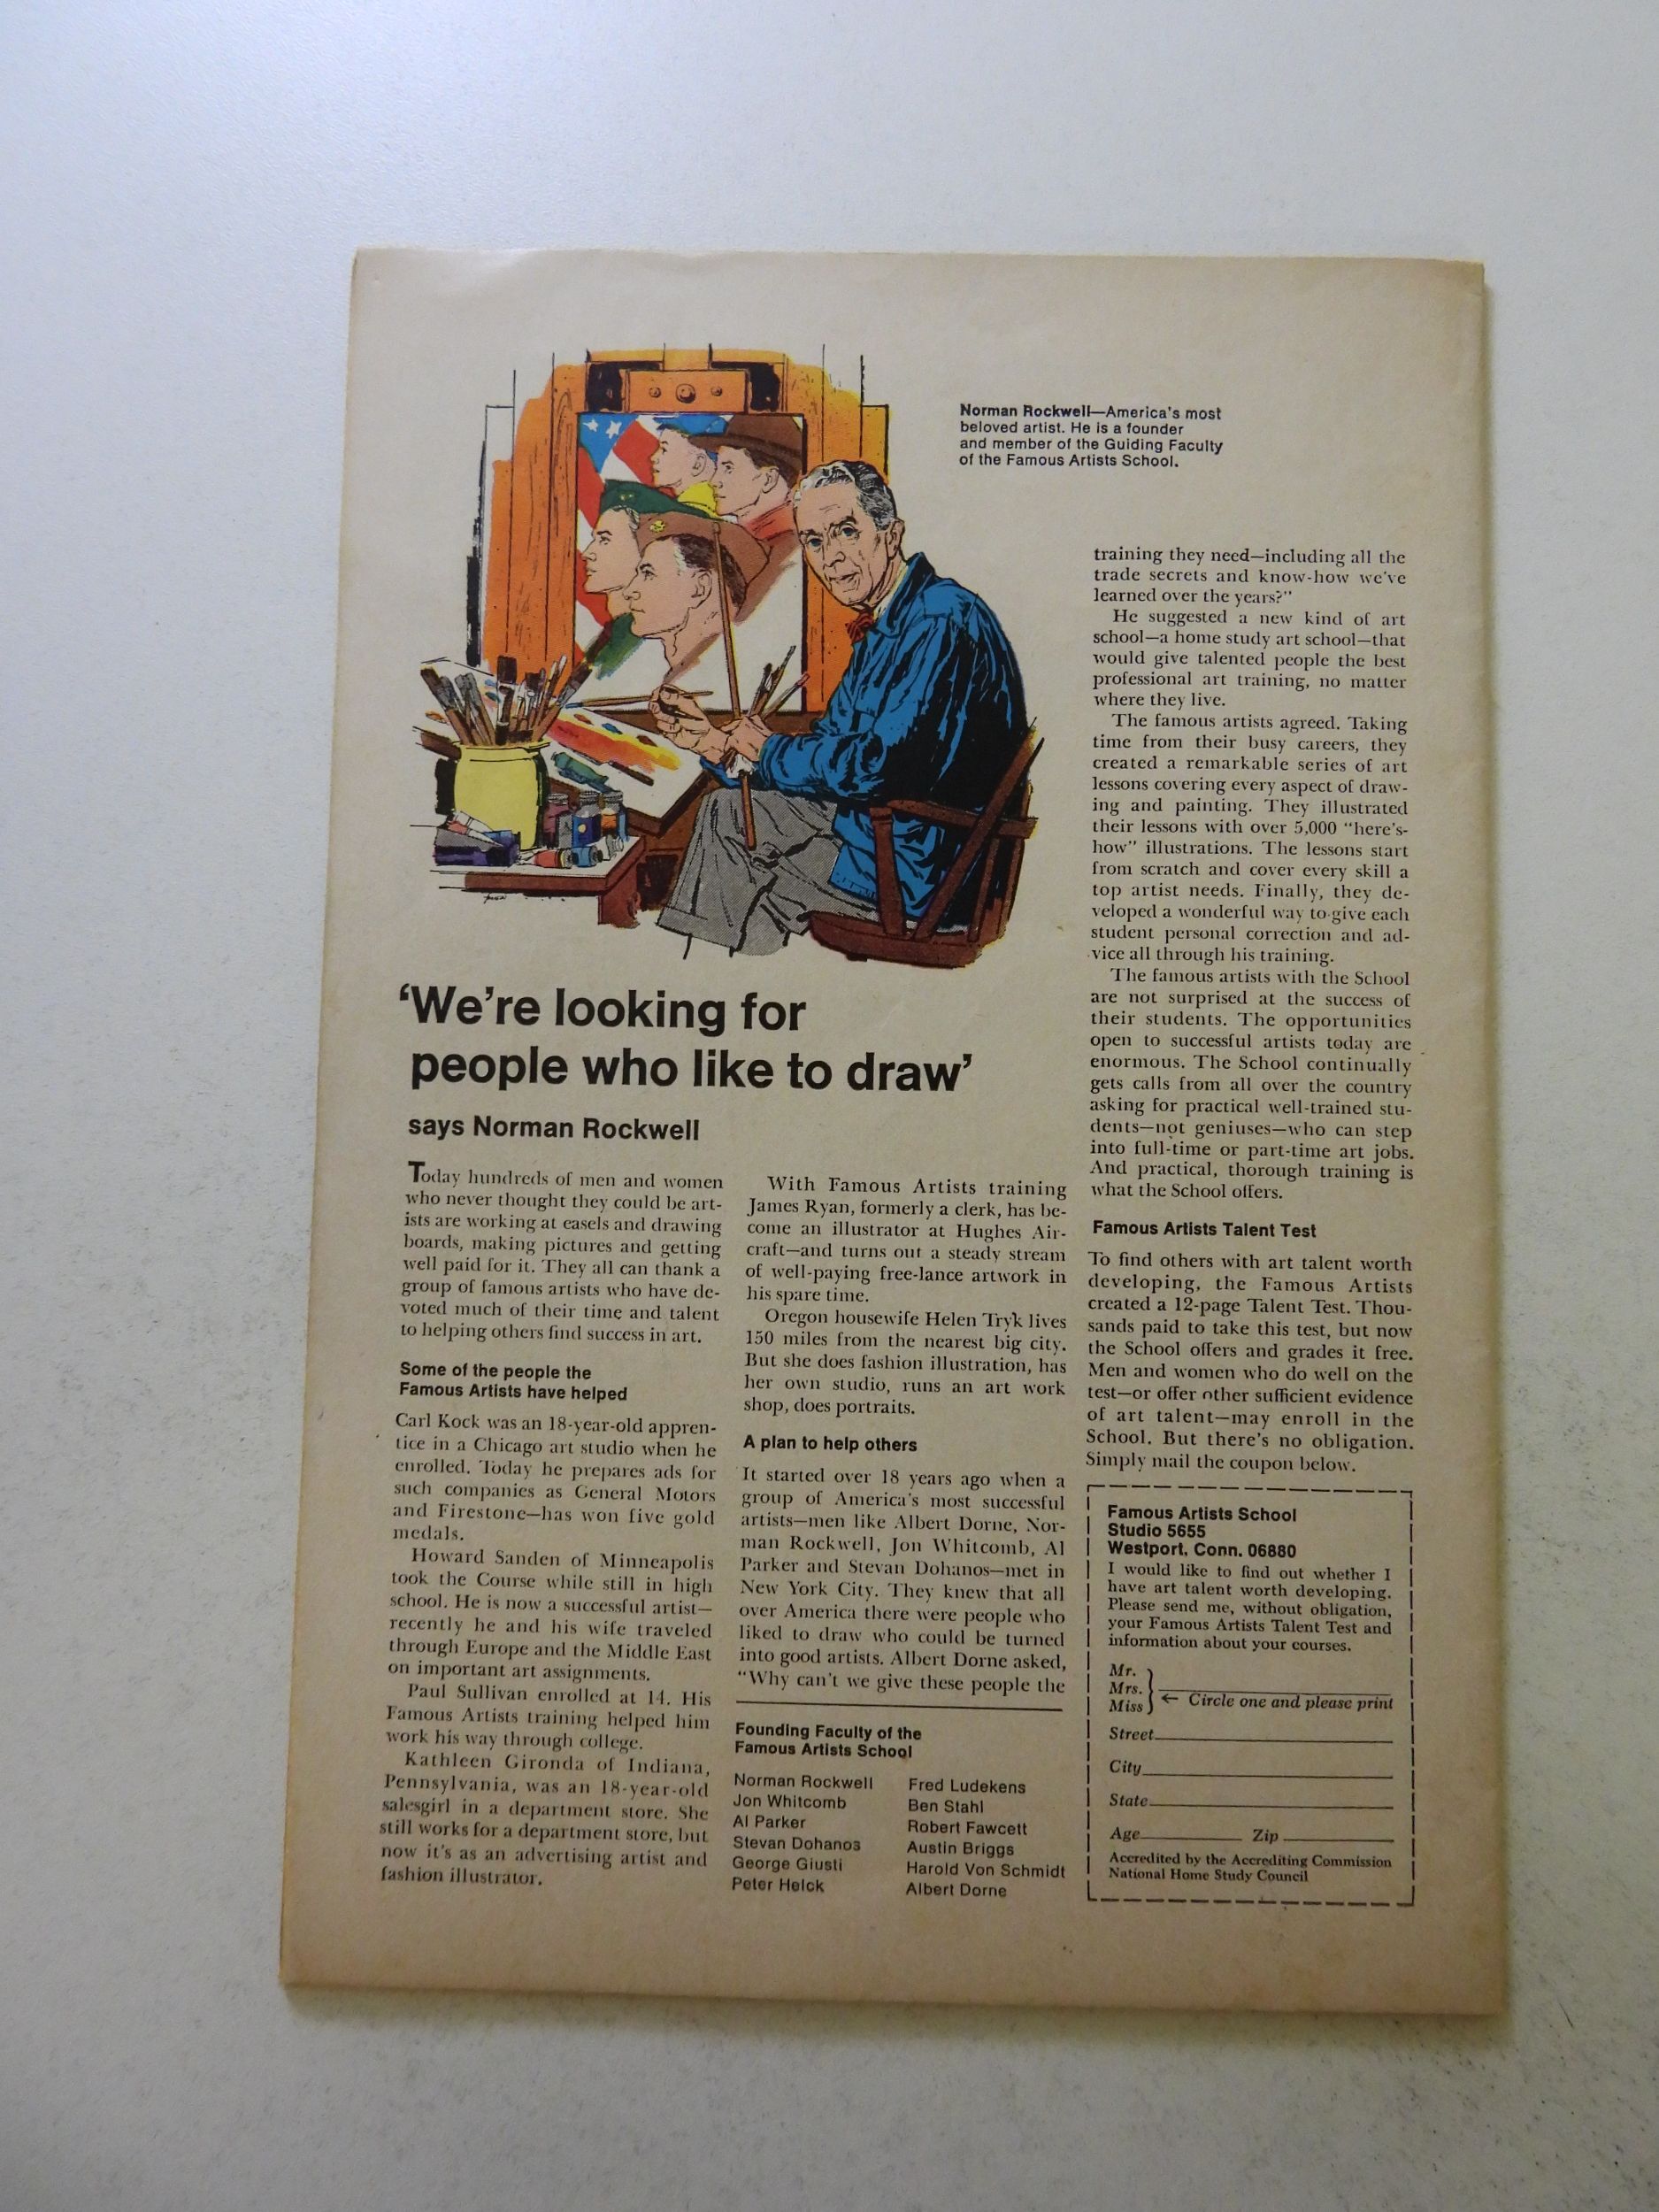 Norman Rockwell—America's most
beloved artist. He is a founder
and member of the Guiding Faculty
of the Famous Artists School.
'We're looking for
people who like to draw'
says Norman Rockwell
Today hundreds of men and women
who never thought they could be art-
ists are working at easels and drawing
boards, making pictures and getting
well paid for it. They all can thank a
group of famous artists who have de-
voted much of their time and talent
to helping others find success in art.
Some of the people the
Famous Artists have helped
Carl Kock was an 18-year-old appren-
tice in a Chicago art studio when he
enrolled. Today he prepares ads for
such companies as General Motors
and Firestone—has won five gold
medals.
Howard Sanden of Minneapolis
took the Course while still in high
school. He is now a successful artist—
recently he and his wife traveled
through Europe and the Middle East
on important art assignments.
Paul Sullivan enrolled at 14. His
Famous Artists training helped him
work his way through college.
Kathleen Gironda of Indiana,
Pennsylvania, was an 18-year-old
salesgirl in a department store. She
still works for a department store, but
now it's as an advertising artist and
fashion illustrator.
With Famous Artists training
James Ryan, formerly a clerk, has be-
come an illustrator at Hughes Air-
craft—and turns out a steady stream
of well-paying free-lance artwork in
his spare time.
Oregon housewife Helen Tryk lives
150 miles from the nearest big city.
But she does fashion illustration, has
her own studio, runs an art work
shop, does portraits.
A plan to help others
It started over 18 years ago when a
group of America's most successful
artists—men like Albert Dorne, Nor-
man Rockwell, Jon Whitcomb, Al
Parker and Stevan Dohanos—met in
New York City. They knew that all
over America there were people who
liked to draw who could be turned
into good artists. Albert Dorne asked,
"Why can't we give these people the
Founding Faculty of the
Famous Artists School
Norman Rockwell
Jon Whitcomb
Al Parker
Stevan Dohanos
George Giusti
Peter Helck
Fred Ludekens
Ben Stahl
Robert Fawcett
Austin Briggs
Harold Von Schmidt
Albert Dorne
training they need—including all the
trade secrets and know-how we've
learned over the years?"
He suggested a new kind of art
school—a home study art school—that
would give talented people the best
professional art training, no matter
where they live.
The famous artists agreed. Taking
time from their busy careers, they
created a remarkable series of art
lessons covering every aspect of draw-
ing and painting. They illustrated
their lessons with over 5,000 "here's-
how" illustrations. The lessons start
from scratch and cover every skill a
top artist needs. Finally, they de-
veloped a wonderful way to give each
student personal correction and ad-
vice all through his training.
The famous artists with the School
are not surprised at the success of
their students. The opportunities
open to successful artists today are
enormous. The School continually
gets calls from all over the country
asking for practical well-trained stu-
dents—not geniuses—who can step
into full-time or part-time art jobs.
And practical, thorough training is
what the School offers.
Famous Artists Talent Test
To find others with art talent worth
developing, the Famous Artists
created a 12-page Talent Test. Thou-
sands paid to take this test, but now
the School offers and grades it free.
Men and women who do well on the
test—or offer other sufficient evidence
of art talent—may enroll in the
School. But there's no obligation.
Simply mail the coupon below.
Famous Artists School
Studio 5655
Westport, Conn. 06880
I would like to find out whether I
have art talent worth developing.
Please send me, without obligation,
your Famous Artists Talent Test and
information about your courses.
Mr.
Mrs.
Miss ← Circle one and please print
Street
City
State
Age Zip
Accredited by the Accrediting Commission
National Home Study Council